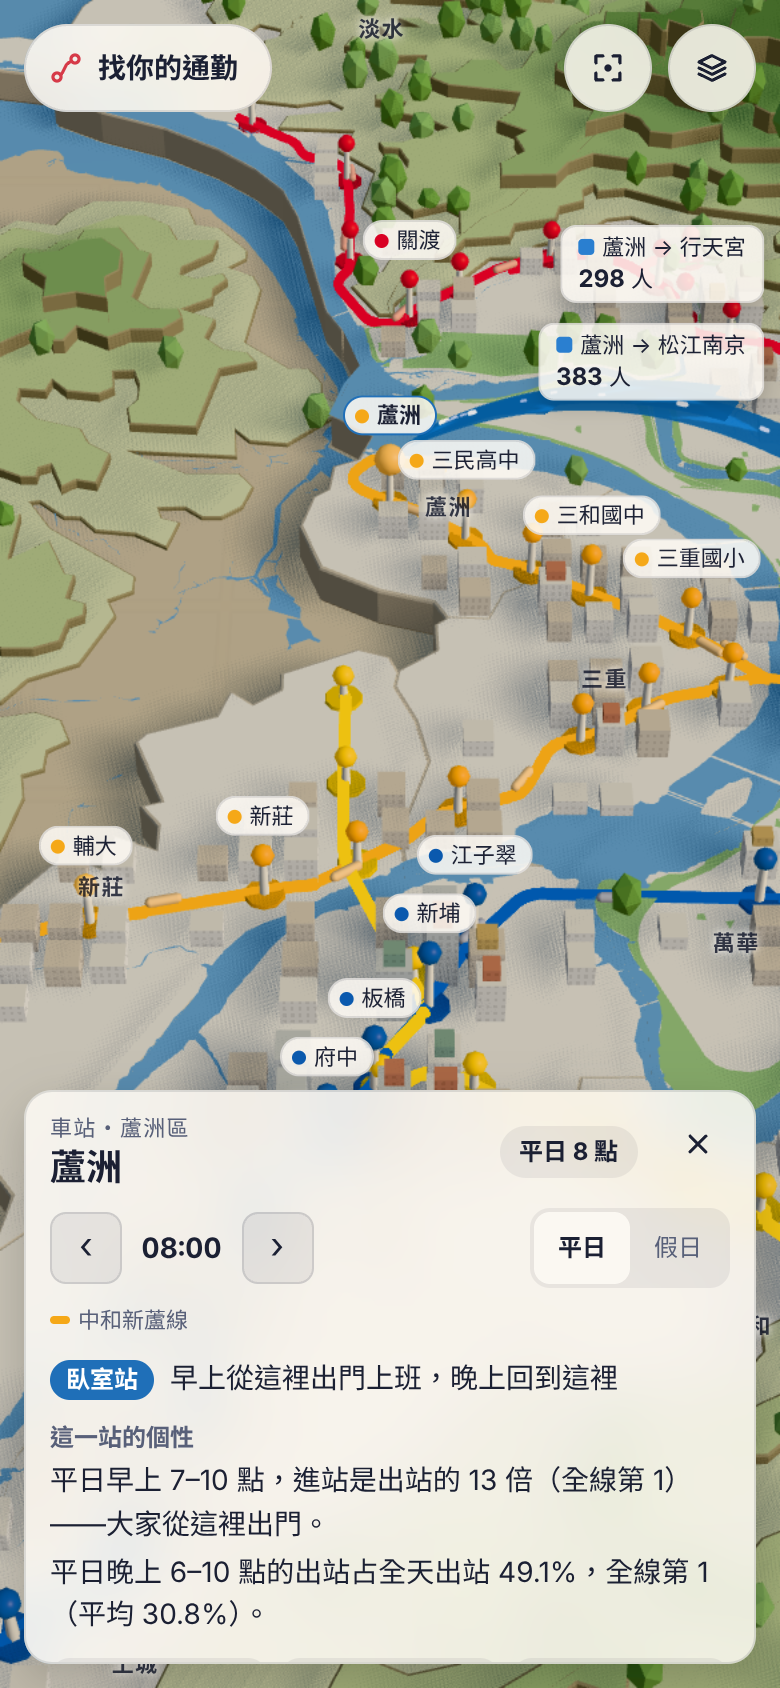 淡水
找你的通勤
關渡
蘆洲 → 行天宮
298 人
蘆洲 → 松江南京
383 人
蘆洲
三民高中
蘆洲
三和國中
三重國小
三重
新莊
輔大
江子翠
新莊
新埔
萬華
板橋
府中
車站・蘆洲區
蘆洲
平日 8 點
08:00
平日
假日
中和新蘆線
和
臥室站
早上從這裡出門上班，晚上回到這裡
這一站的個性
平日早上 7–10 點，進站是出站的 13 倍（全線第 1）
——大家從這裡出門。
平日晚上 6–10 點的出站占全天出站 49.1%，全線第 1
（平均 30.8%）。
土城